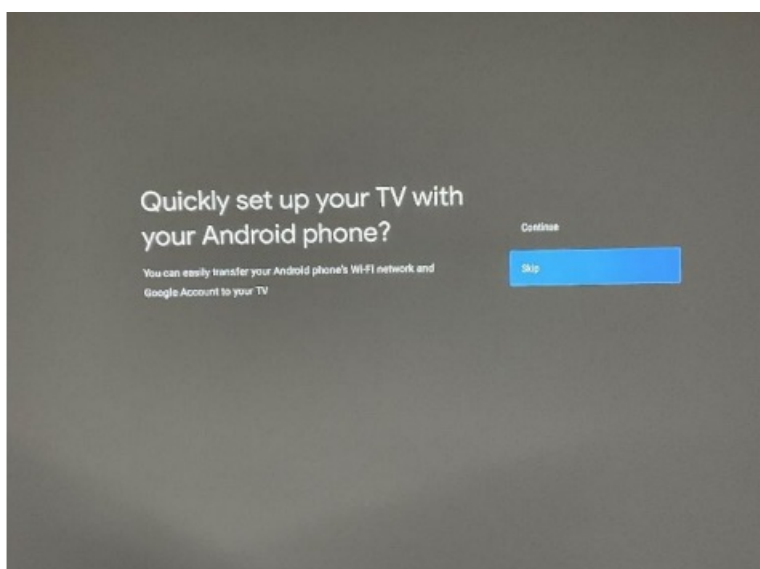 Quickly set up your TV with
your Android phone?
You can easily transfer your Android phone's Wi-Fi network and
Google Account to your TV
Continue
Skip